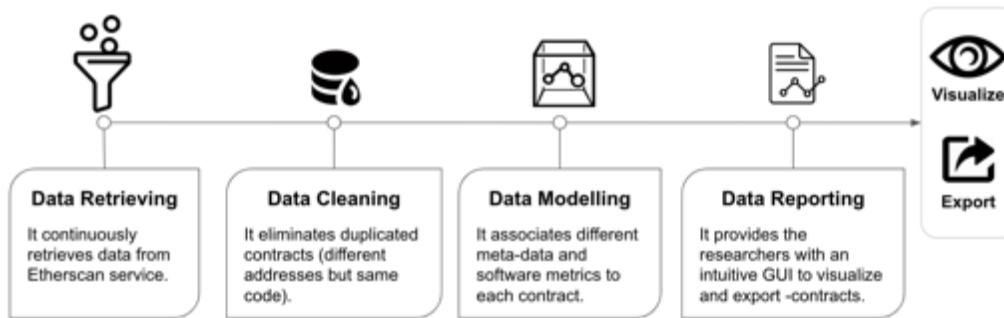 Visualize
Export
Data Retrieving
It continuously
retrieves data from
Etherscan service.
Data Cleaning
It eliminates duplicated
contracts (different
addresses but same
code).
Data Modelling
It associates different
meta-data and
software metrics to
each contract.
Data Reporting
It provides the
researchers with an
intuitive GUI to visualize
and export -contracts.